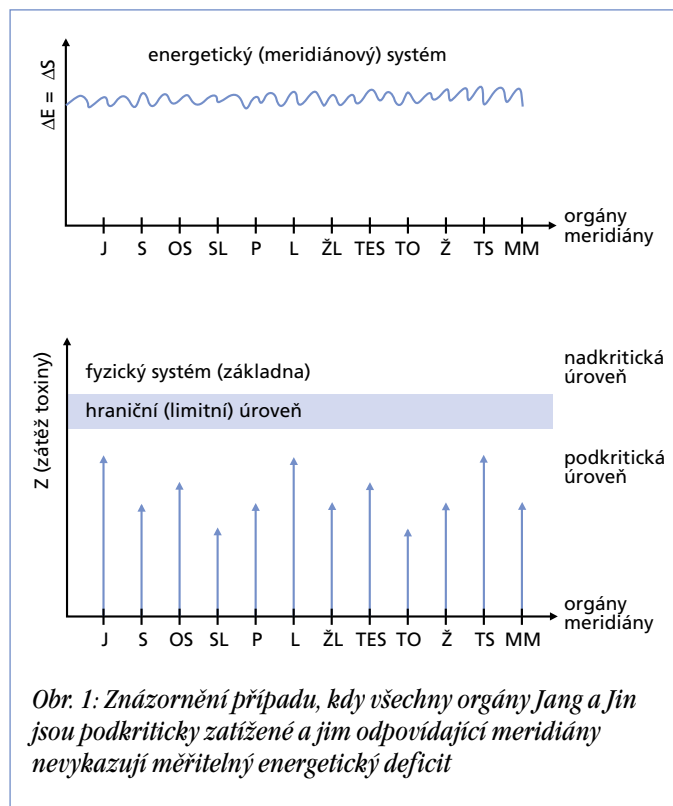 energetický (meridiánový) systém
ΔE = ΔS
orgány
meridiány
J S OS SL P L ŽL TES TO Ž TS MM
nadkritická
úroveň
fyzický systém (základna)
hraniční (limitní) úroveň
Z (zátěž toxiny)
podkritická
úroveň
orgány
meridiány
J S OS SL P L ŽL TES TO Ž TS MM
Obr. 1: Znázornění případu, kdy všechny orgány Jang a Jin
jsou podkriticky zatížené a jim odpovídající meridiány
nevykazují měřitelný energetický deficit